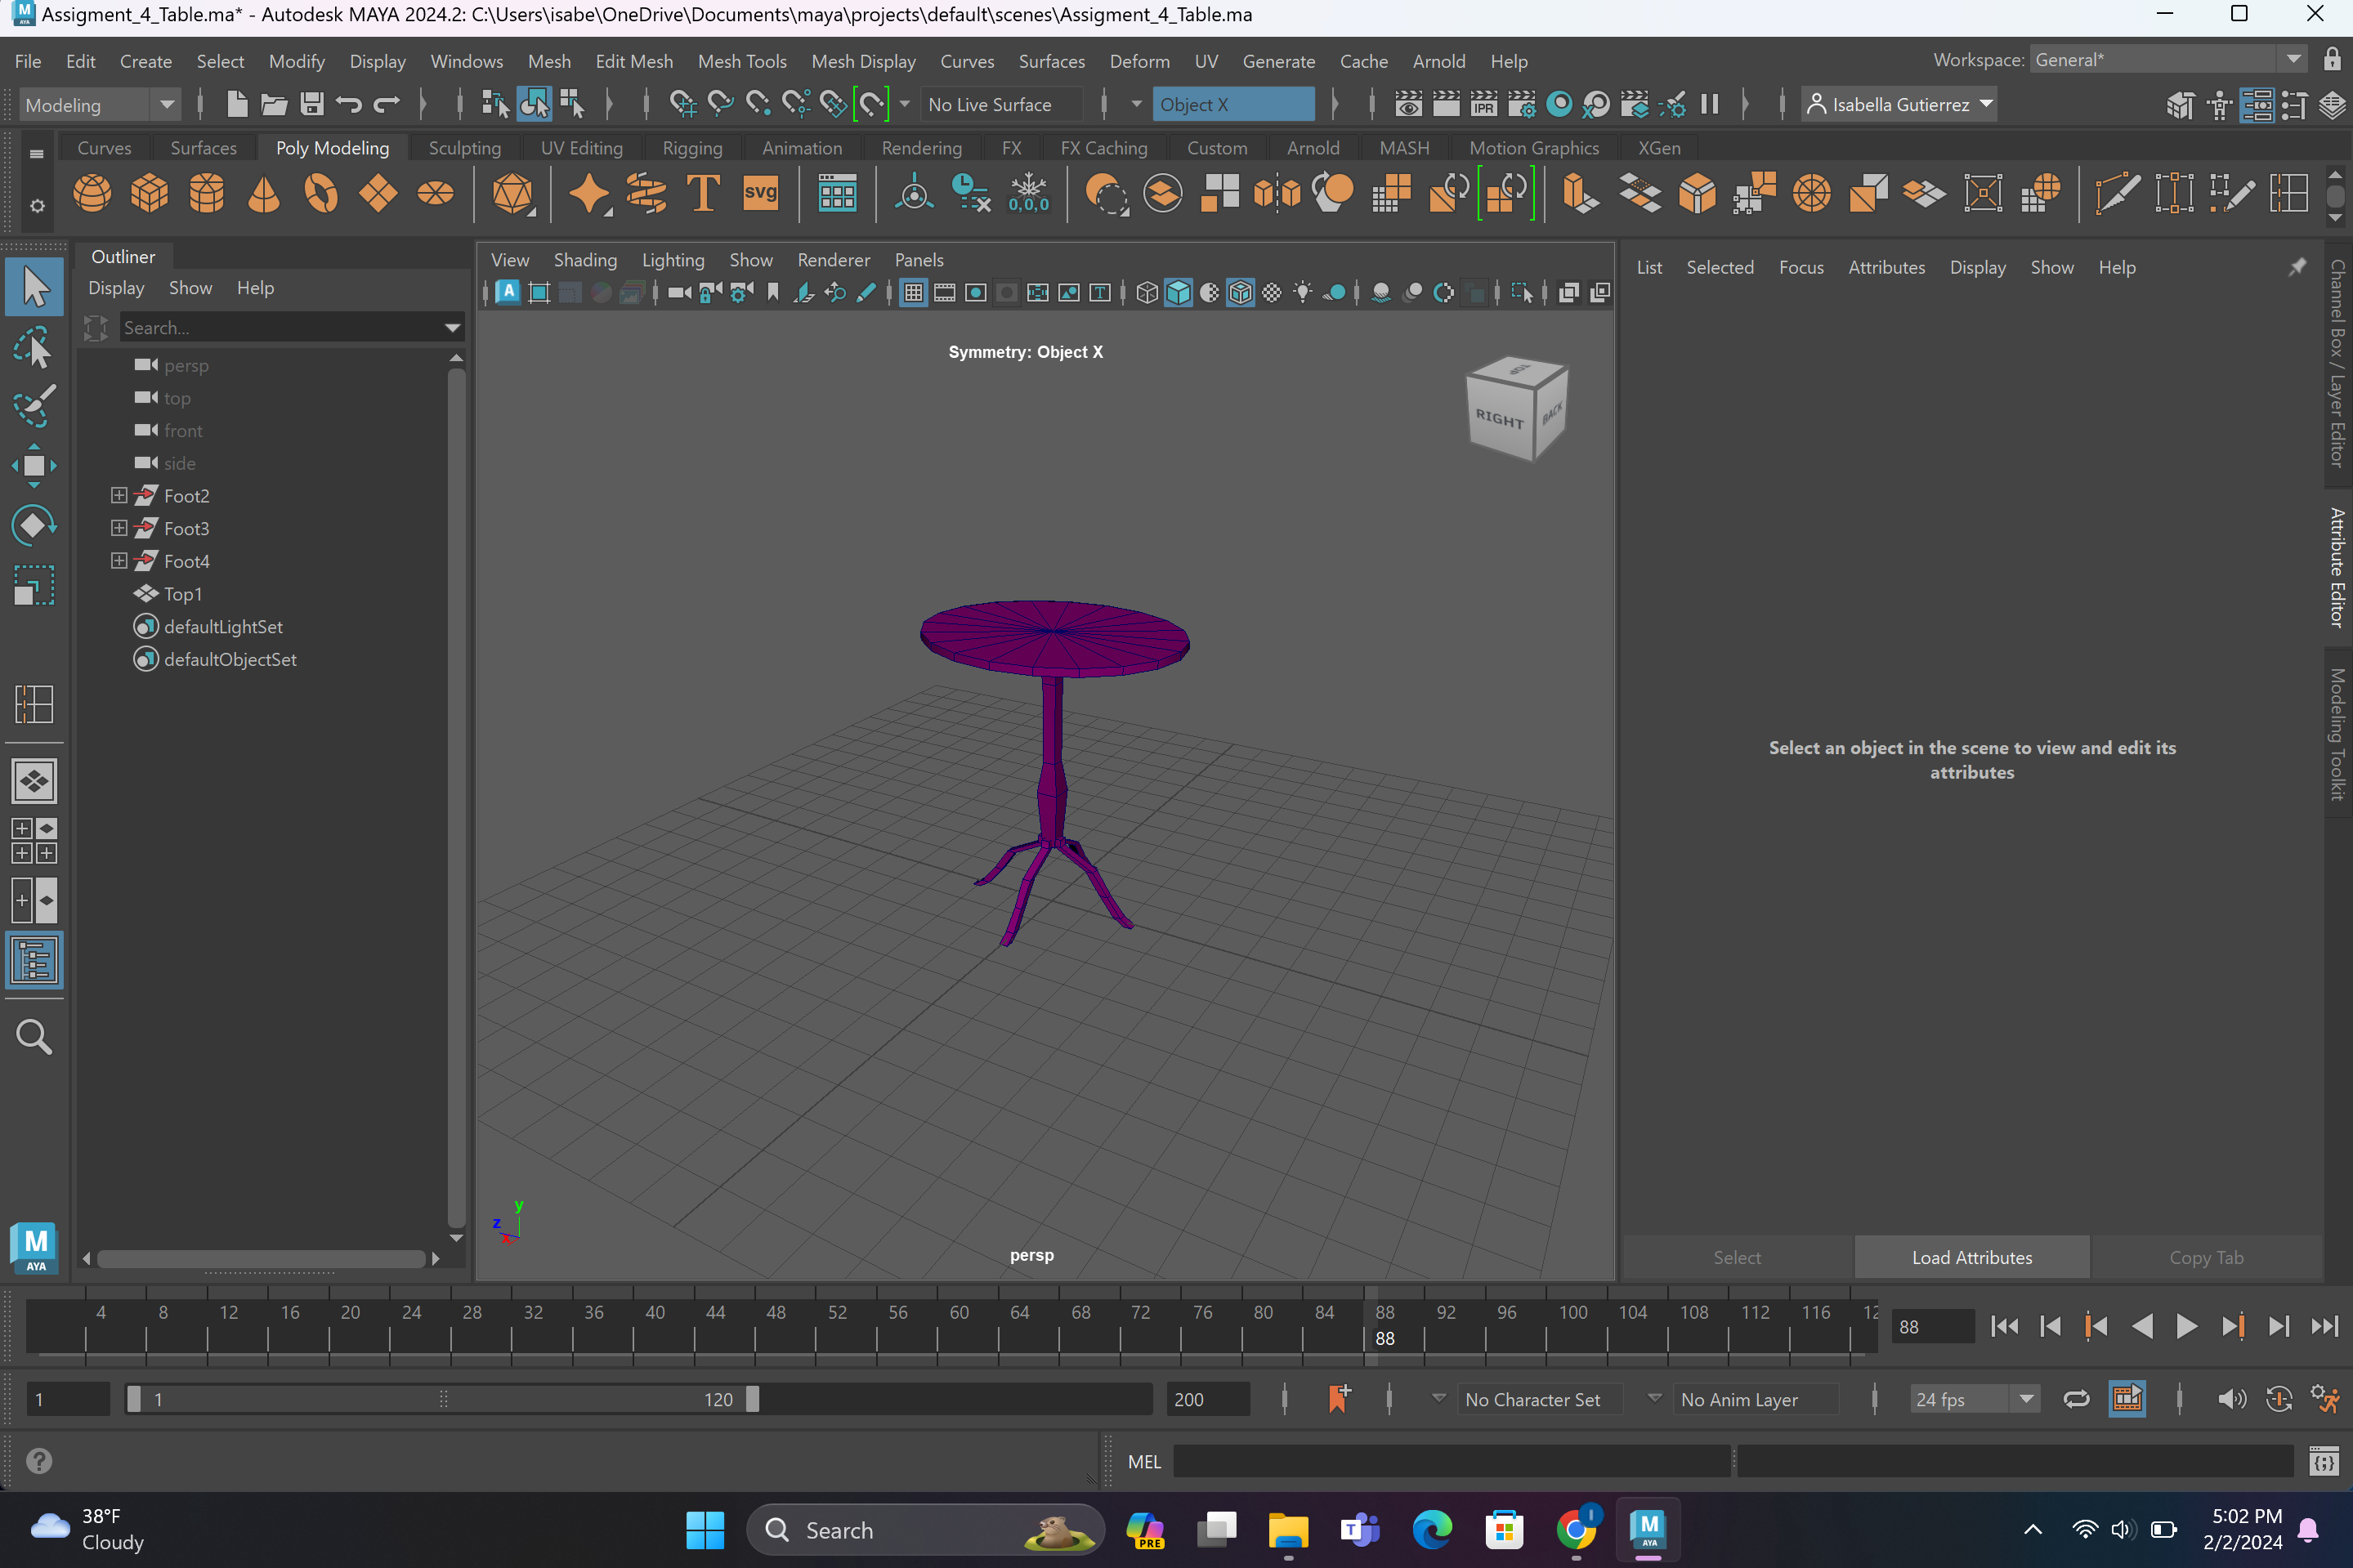 Assigment_4_Table.ma* - Autodesk MAYA 2024.2: C:\Users\isabe\OneDrive\Documents\maya\projects\default\scenes\Assigment_4_Table.ma
File Edit Create Select Modify Display Windows Mesh Edit Mesh Mesh Tools Mesh Display Curves Surfaces Deform UV Generate Cache Arnold Help Workspace: General*
Modeling No Live Surface Object X IPR Isabella Gutierrez
Curves Surfaces Poly Modeling Sculpting UV Editing Rigging Animation Rendering FX FX Caching Custom Arnold MASH Motion Graphics XGen
T svg 0,0,0
Outliner
Display Show Help
Search...
persp
top
front
side
Foot2
Foot3
Foot4
Top1
defaultLightSet
defaultObjectSet
View Shading Lighting Show Renderer Panels
Symmetry: Object X
TOP
RIGHT
BACK
y
z
x
persp
List Selected Focus Attributes Display Show Help
Select an object in the scene to view and edit its
attributes
Select Load Attributes Copy Tab
Channel Box / Layer Editor
Attribute Editor
Modeling Toolkit
M
AYA
4 8 12 16 20 24 28 32 36 40 44 48 52 56 60 64 68 72 76 80 84 88 92 96 100 104 108 112 116 12
88
88
1 1 120 200 No Character Set No Anim Layer 24 fps
MEL
38°F
Cloudy
Search
PRE
M
AYA
5:02 PM
2/2/2024